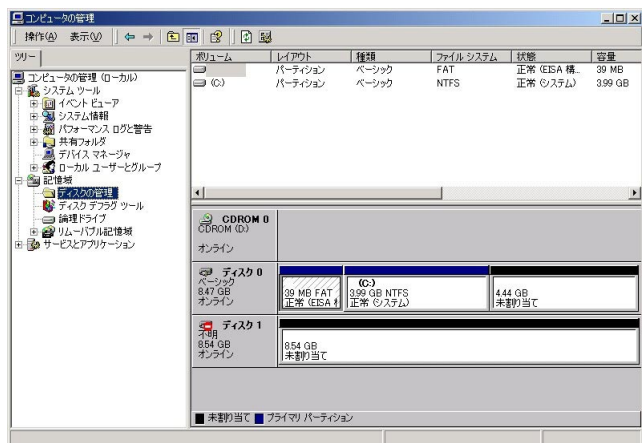 コンピュータの管理
操作(A) 表示(V)
ツリー
コンピュータの管理 (ローカル)
システム ツール
イベント ビューア
システム情報
パフォーマンス ログと警告
共有フォルダ
デバイス マネージャ
ローカル ユーザーとグループ
記憶域
ディスクの管理
ディスク デフラグ ツール
論理ドライブ
リムーバブル記憶域
サービスとアプリケーション
ボリューム レイアウト 種類 ファイル システム 状態 容量
パーティション ベーシック FAT 正常 (EISA 構... 39 MB
(C:) パーティション ベーシック NTFS 正常 (システム) 3.99 GB
CDROM 0
CDROM (D:)
オンライン
ディスク 0
ベーシック
8.47 GB
オンライン
39 MB FAT
正常 (EISA 構
(C:)
3.99 GB NTFS
正常 (システム)
4.44 GB
未割り当て
ディスク 1
不明
8.54 GB
オンライン
8.54 GB
未割り当て
未割り当て プライマリ パーティション